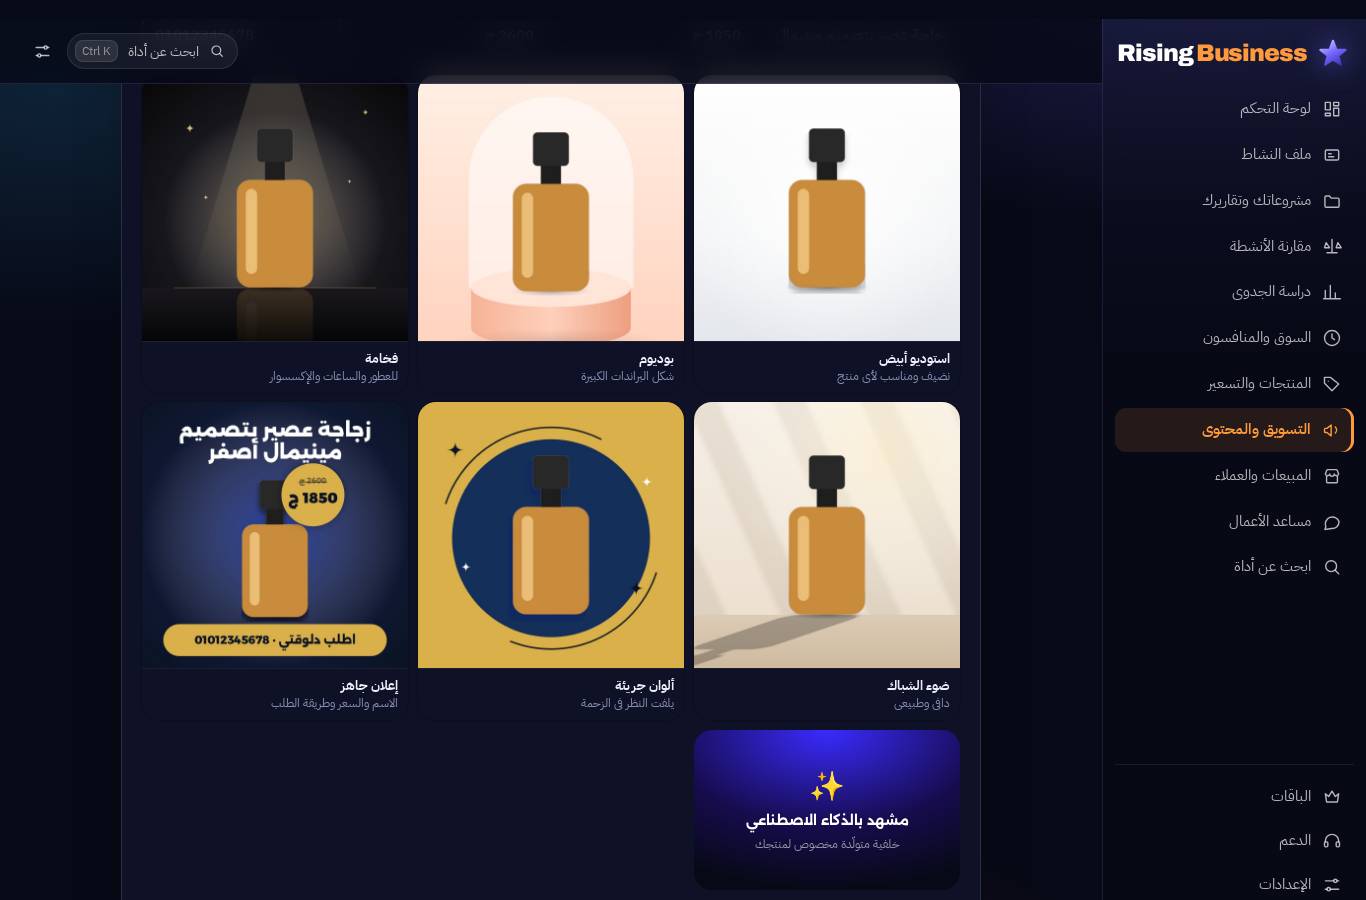 Rising Business
ابحث عن أداة
Ctrl K
لوحة التحكم
ملف النشاط
مشروعاتك وتقاريرك
مقارنة الأنشطة
دراسة الجدوى
السوق والمنافسون
المنتجات والتسعير
التسويق والمحتوى
المبيعات والعملاء
مساعد الأعمال
ابحث عن أداة
الباقات
الدعم
الإعدادات
استوديو أبيض
نضيف ومناسب لأي منتج
بوديوم
شكل البراندات الكبيرة
فخامة
للعطور والساعات والإكسسوار
ضوء الشباك
دافي وطبيعي
ألوان جريئة
يلفت النظر في الزحمة
زجاجة عصير بتصميم
مينيمال أصفر
2600 ج
1850 ج
اطلب دلوقتي · 01012345678
إعلان جاهز
الاسم والسعر وطريقة الطلب
مشهد بالذكاء الاصطناعي
خلفية متولّدة مخصوص لمنتجك